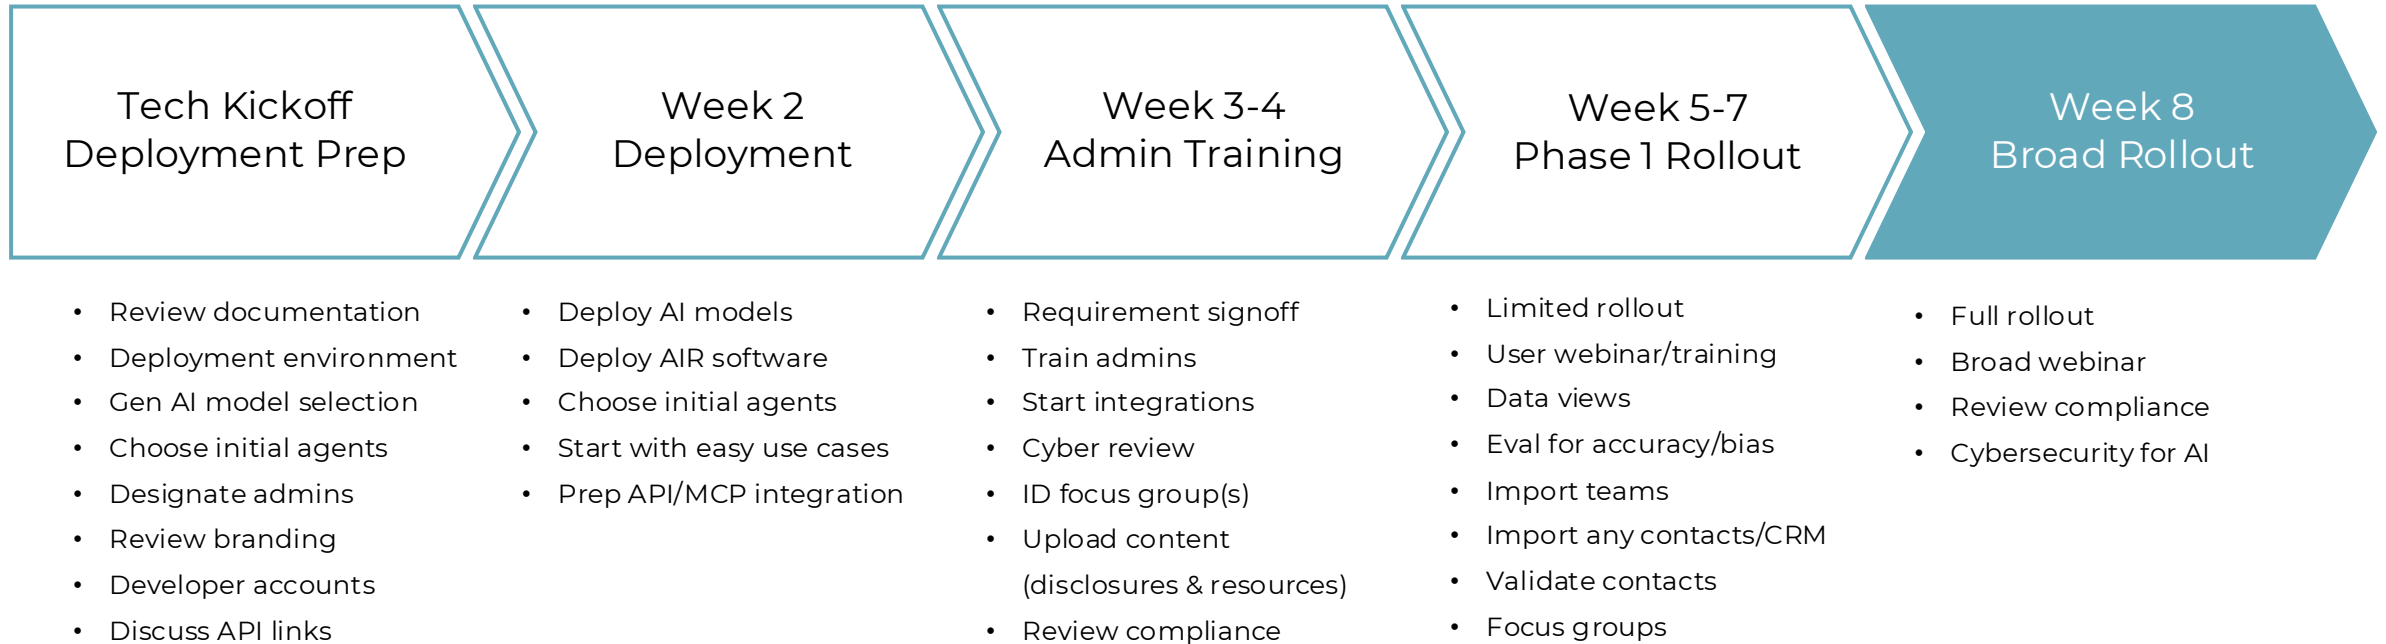 Tech Kickoff
Deployment Prep
Week 2
Deployment
Week 3-4
Admin Training
Week 5-7
Phase 1 Rollout
Week 8
Broad Rollout
• Review documentation
• Deployment environment
• Gen AI model selection
• Choose initial agents
• Designate admins
• Review branding
• Developer accounts
• Discuss API links
• Deploy AI models
• Deploy AIR software
• Choose initial agents
• Start with easy use cases
• Prep API/MCP integration
• Requirement signoff
• Train admins
• Start integrations
• Cyber review
• ID focus group(s)
• Upload content
(disclosures & resources)
• Review compliance
• Limited rollout
• User webinar/training
• Data views
• Eval for accuracy/bias
• Import teams
• Import any contacts/CRM
• Validate contacts
• Focus groups
• Full rollout
• Broad webinar
• Review compliance
• Cybersecurity for AI